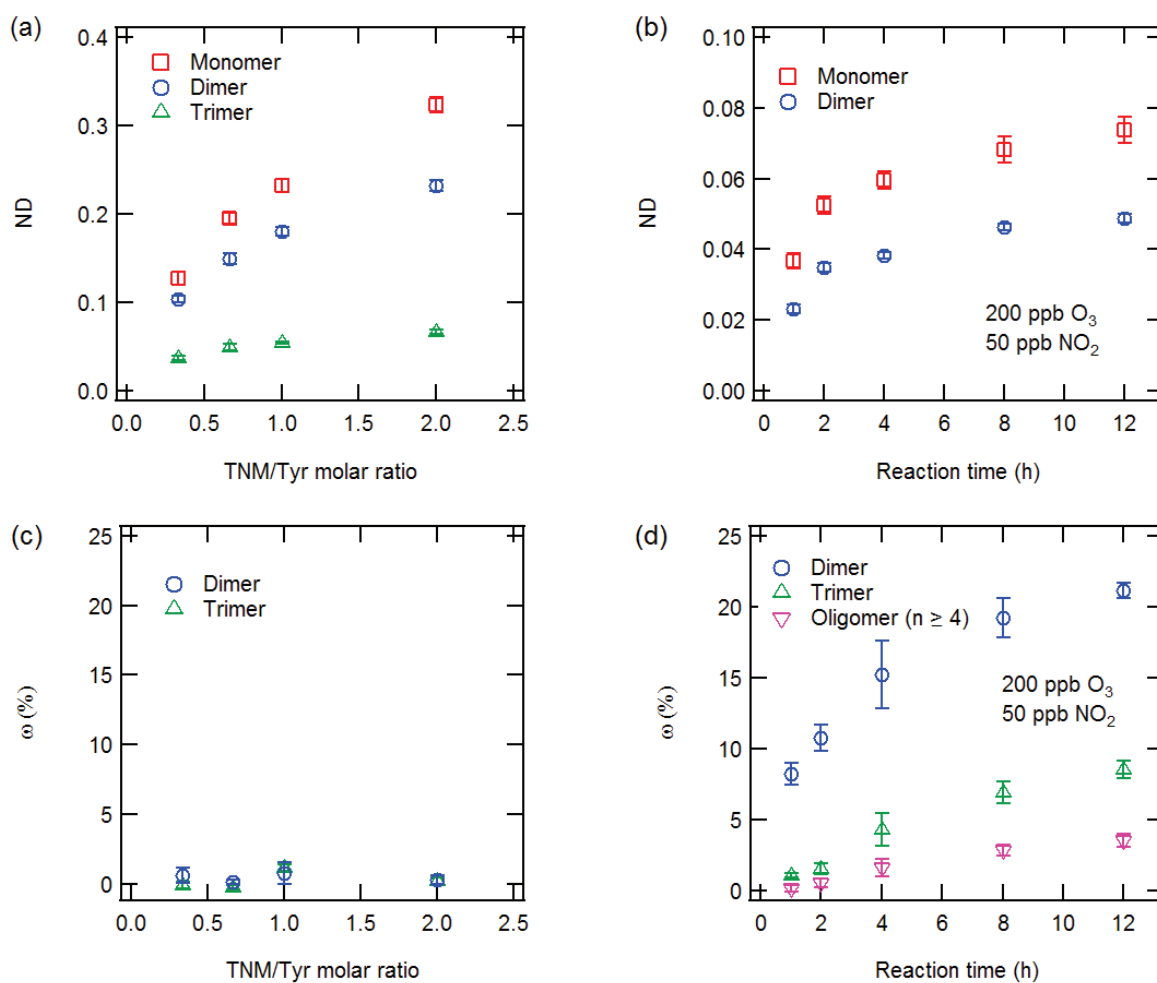 (a)
0.4
0.3
0.2
0.1
0.0
ND
Monomer
Dimer
Trimer
0.0 0.5 1.0 1.5 2.0 2.5
TNM/Tyr molar ratio
(b)
0.10
0.08
0.06
0.04
0.02
0.00
ND
Monomer
Dimer
200 ppb O₃
50 ppb NO₂
0 2 4 6 8 10 12
Reaction time (h)
(c)
25
20
15
10
5
0
ω (%)
Dimer
Trimer
0.0 0.5 1.0 1.5 2.0 2.5
TNM/Tyr molar ratio
(d)
25
20
15
10
5
0
ω (%)
Dimer
Trimer
Oligomer (n ≥ 4)
200 ppb O₃
50 ppb NO₂
0 2 4 6 8 10 12
Reaction time (h)